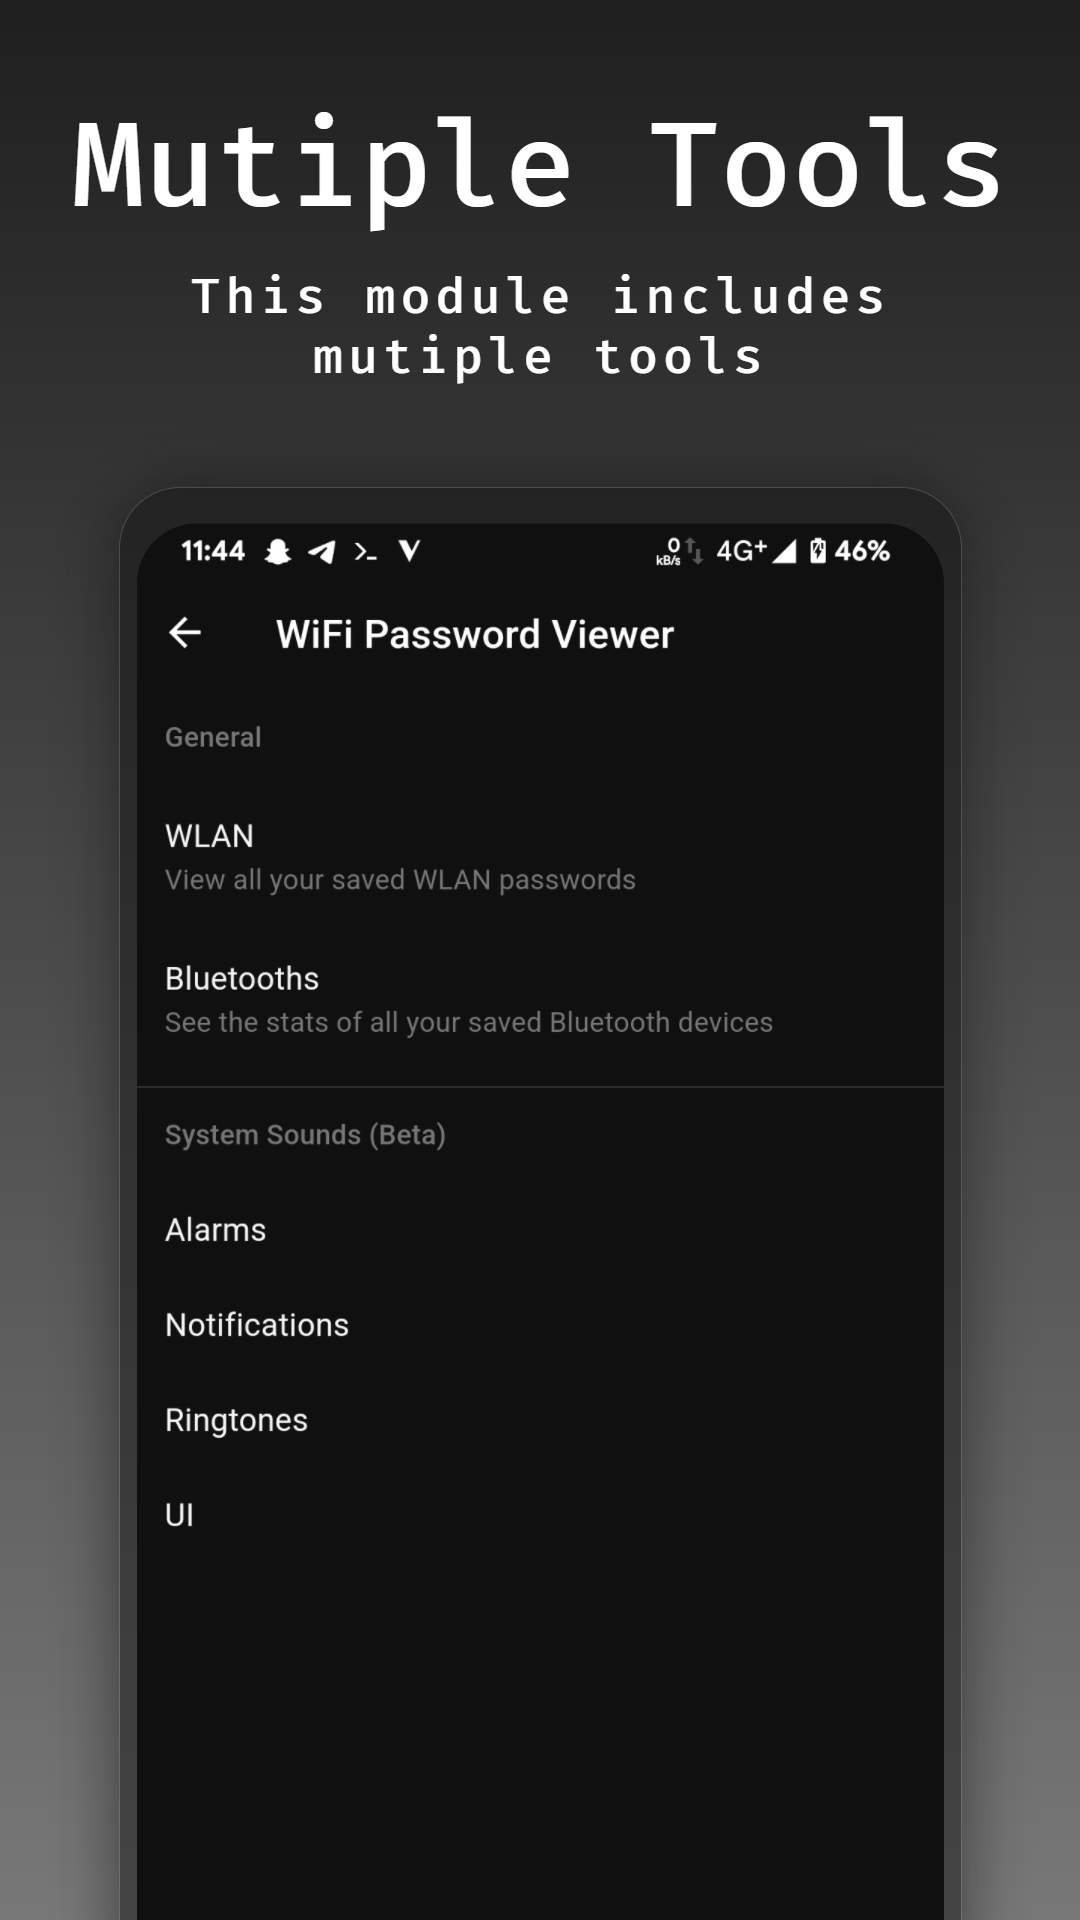 Mutiple Tools
This module includes
mutiple tools
11:44 0 kB/s 4G+ 46%
WiFi Password Viewer
General
WLAN
View all your saved WLAN passwords
Bluetooths
See the stats of all your saved Bluetooth devices
System Sounds (Beta)
Alarms
Notifications
Ringtones
UI